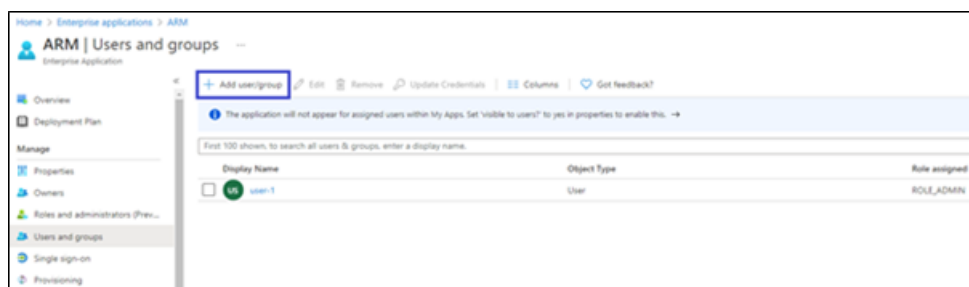 Home > Enterprise applications > ARM
ARM | Users and groups ...
Enterprise Application
«
+ Add user/group Edit Remove Update Credentials | Columns | Got feedback?
Overview
Deployment Plan
The application will not appear for assigned users within My Apps. Set 'visible to users?' to yes in properties to enable this. →
Manage
First 100 shown, to search all users & groups, enter a display name.
Properties
Display Name Object Type Role assigned
Owners
US user-1 User ROLE_ADMIN
Roles and administrators (Prev...
Users and groups
Single sign-on
Provisioning